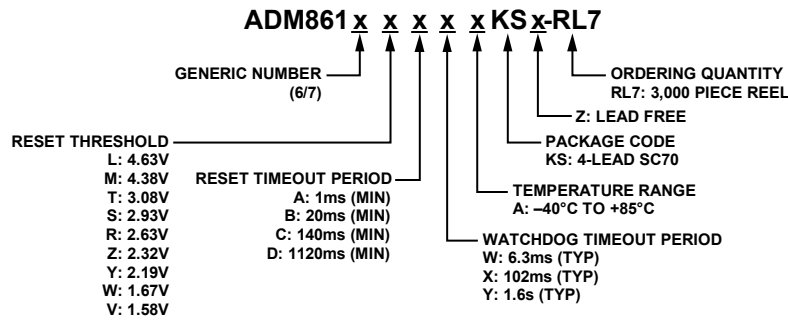 ADM861 x x x x x KS x-RL7
GENERIC NUMBER
(6/7)
ORDERING QUANTITY
RL7: 3,000 PIECE REEL
Z: LEAD FREE
RESET THRESHOLD
L: 4.63V
M: 4.38V
T: 3.08V
S: 2.93V
R: 2.63V
Z: 2.32V
Y: 2.19V
W: 1.67V
V: 1.58V
RESET TIMEOUT PERIOD
A: 1ms (MIN)
B: 20ms (MIN)
C: 140ms (MIN)
D: 1120ms (MIN)
PACKAGE CODE
KS: 4-LEAD SC70
TEMPERATURE RANGE
A: –40°C TO +85°C
WATCHDOG TIMEOUT PERIOD
W: 6.3ms (TYP)
X: 102ms (TYP)
Y: 1.6s (TYP)